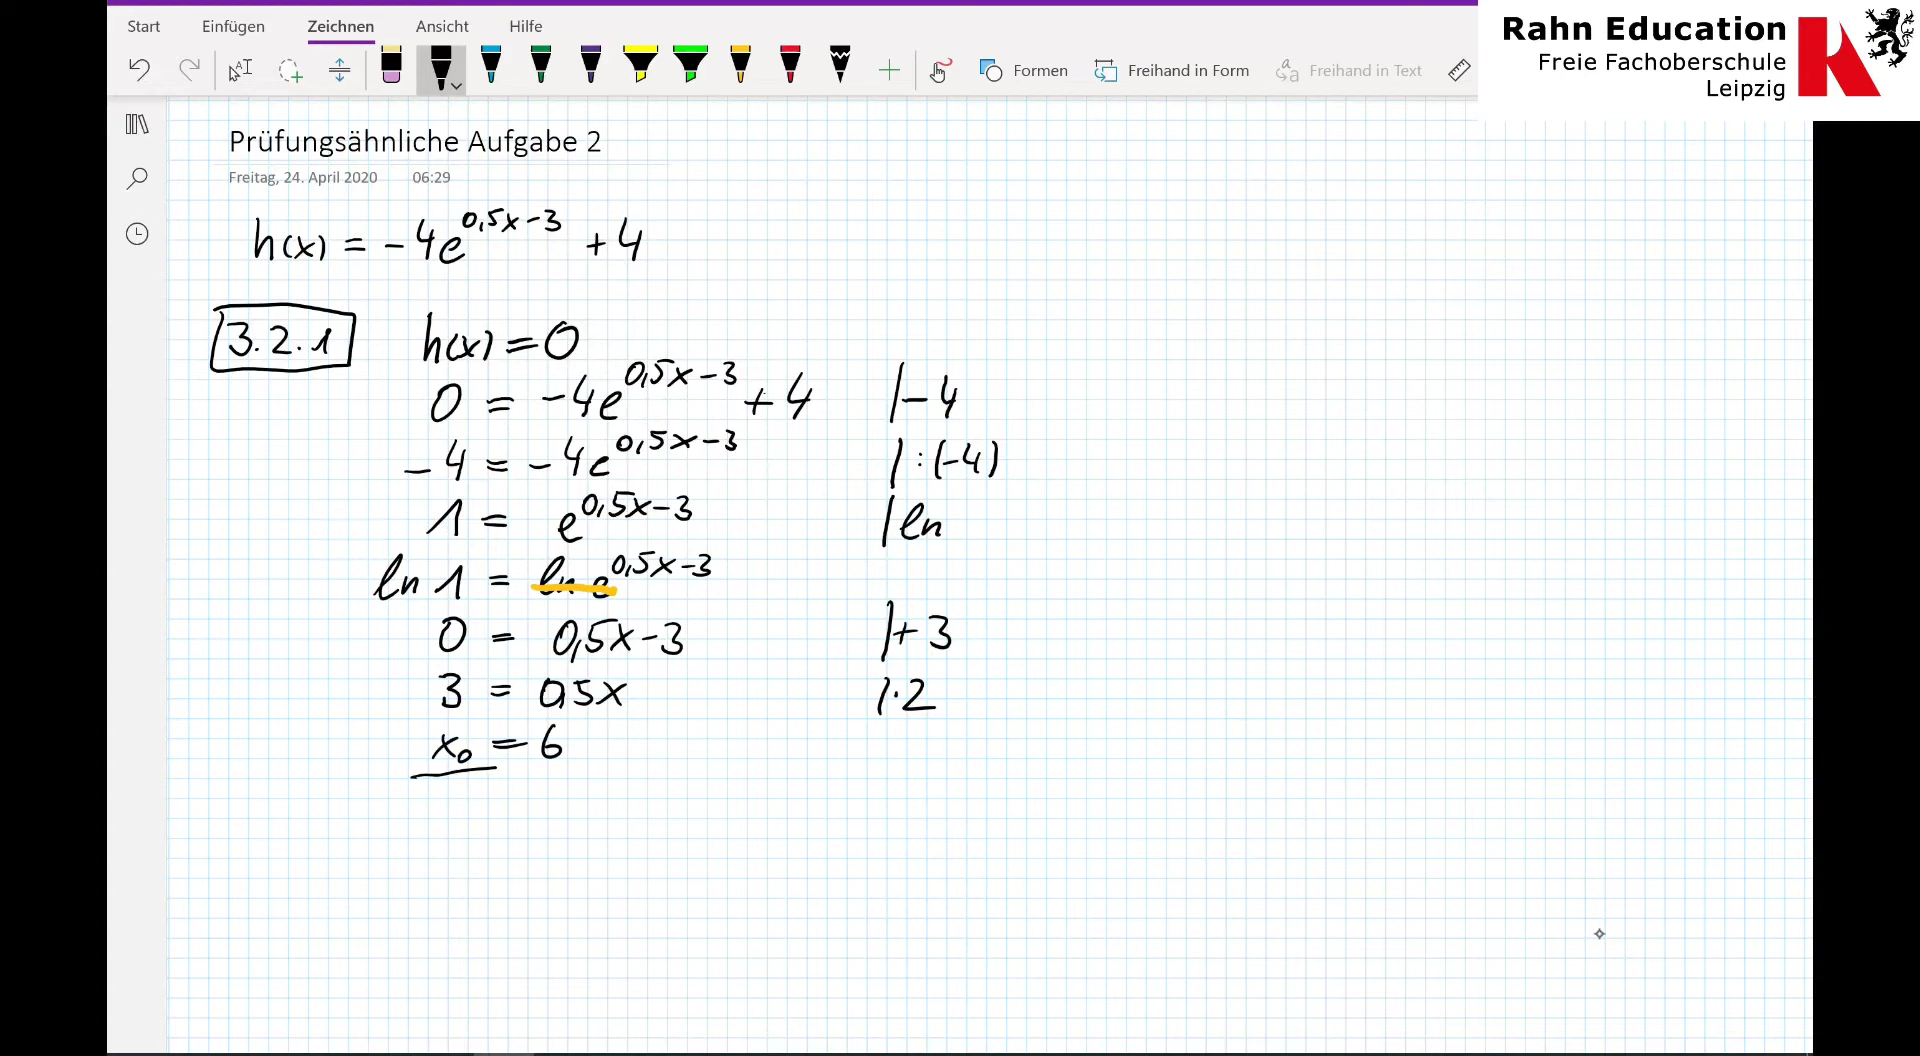 Start Einfügen Zeichnen Ansicht Hilfe
Formen Freihand in Form Freihand in Text
Rahn Education
Freie Fachoberschule
Leipzig
Prüfungsähnliche Aufgabe 2
Freitag, 24. April 2020 06:29
h(x) = -4e^{0,5x-3} + 4
3.2.1 h(x) = 0
0 = -4e^{0,5x-3} + 4 |-4
-4 = -4e^{0,5x-3} |:(-4)
1 = e^{0,5x-3} |ln
ln 1 = ln e^{0,5x-3}
0 = 0,5x-3 |+3
3 = 0,5x |·2
x₀ = 6